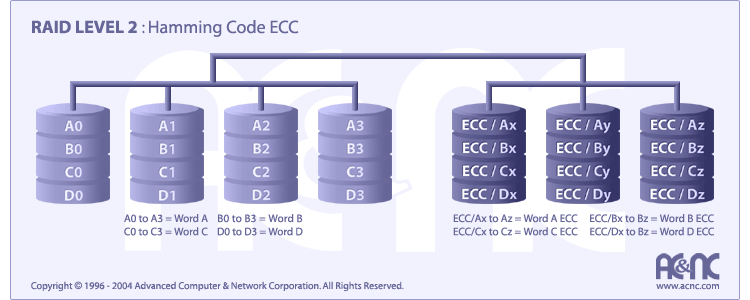 RAID LEVEL 2 : Hamming Code ECC
A0 A1 A2 A3 ECC / Ax ECC / Ay ECC / Az
B0 B1 B2 B3 ECC / Bx ECC / By ECC / Bz
C0 C1 C2 C3 ECC / Cx ECC / Cy ECC / Cz
D0 D1 D2 D3 ECC / Dx ECC / Dy ECC / Dz
A0 to A3 = Word A B0 to B3 = Word B ECC/Ax to Az = Word A ECC ECC/Bx to Bz = Word B ECC
C0 to C3 = Word C D0 to D3 = Word D ECC/Cx to Cz = Word C ECC ECC/Dx to Bz = Word D ECC
AC&NC
AC&NC
Copyright © 1996 - 2004 Advanced Computer & Network Corporation. All Rights Reserved. www.acnc.com